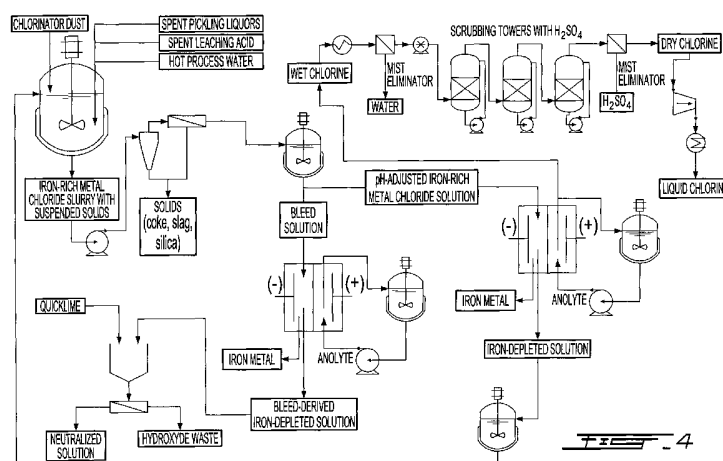 CHLORINATOR DUST
SPENT PICKLING LIQUORS
SPENT LEACHING ACID
HOT PROCESS WATER
SCRUBBING TOWERS WITH H2SO4
WET CHLORINE
MIST
ELIMINATOR
WATER
DRY CHLORINE
MIST
ELIMINATOR
H2SO4
LIQUID CHLORIN
IRON-RICH METAL
CHLORIDE SLURRY WITH
SUSPENDED SOLIDS
SOLIDS
(coke, slag,
silica)
pH-ADJUSTED IRON-RICH
METAL CHLORIDE SOLUTION
BLEED
SOLUTION
(-)
(+)
(-)
(+)
IRON METAL
ANOLYTE
IRON METAL
ANOLYTE
QUICKLIME
IRON-DEPLETED SOLUTION
BLEED-DERIVED
IRON-DEPLETED SOLUTION
NEUTRALIZED
SOLUTION
HYDROXYDE WASTE
FIG - 4